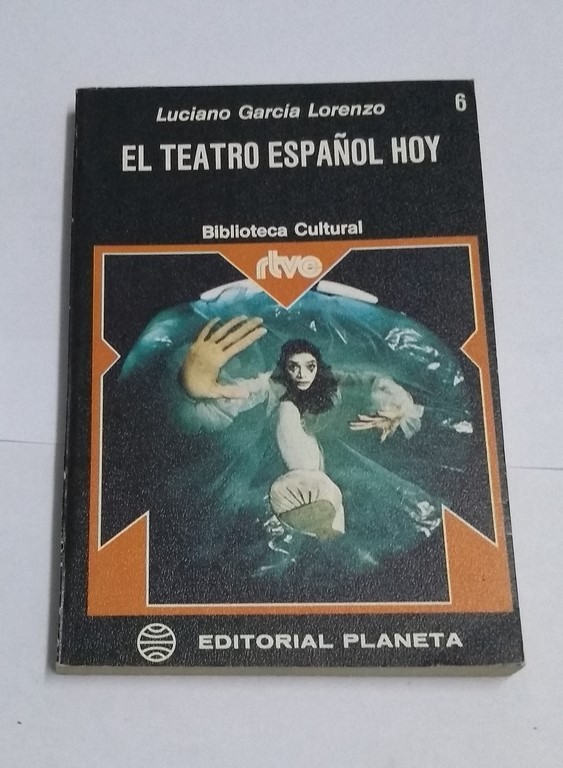 Luciano García Lorenzo
6
EL TEATRO ESPAÑOL HOY
Biblioteca Cultural
rtve
EDITORIAL PLANETA